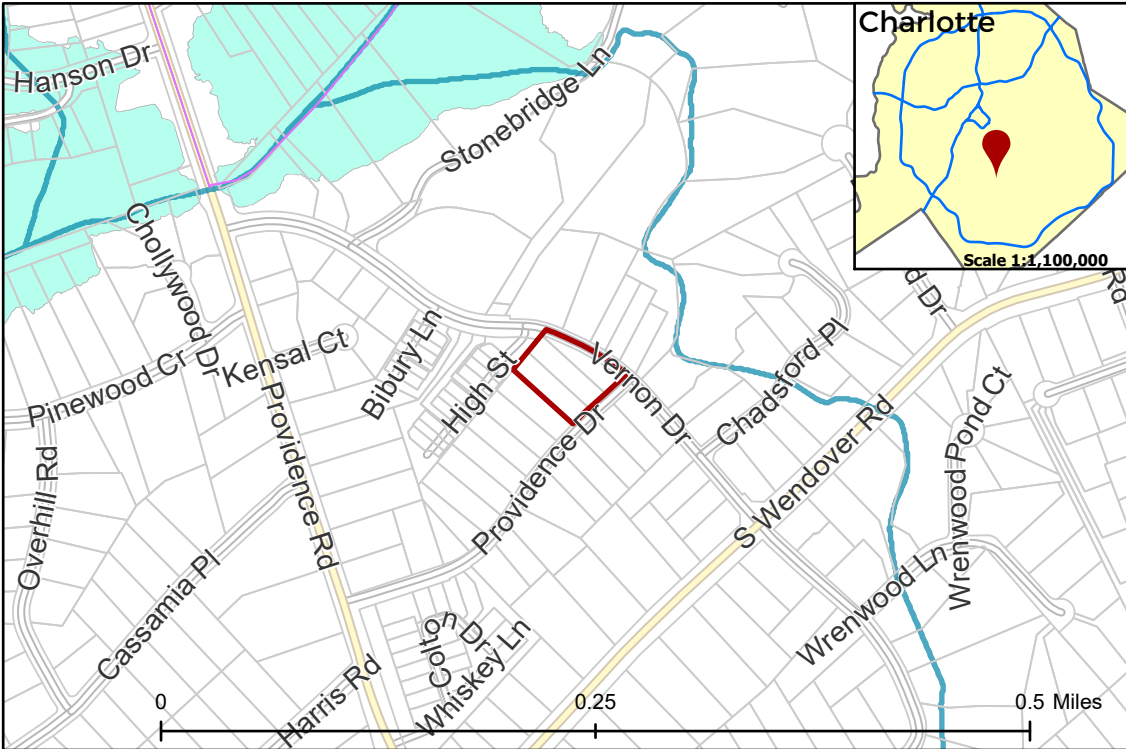 Charlotte
Scale 1:1,100,000
Hanson Dr
Stonebridge Ln
Chollywood Dr
Pinewood Cr
Kensal Ct
Bibury Ln
High St
Vernon Dr
Chadsford Pl
d Dr
Rd
Providence Rd
Providence Dr
Overhill Rd
Cassamia Pl
S Wendover Rd
Wrenwood Pond Ct
Wrenwood Ln
Colton Dr
Whiskey Ln
Harris Rd
0 0.25 0.5 Miles